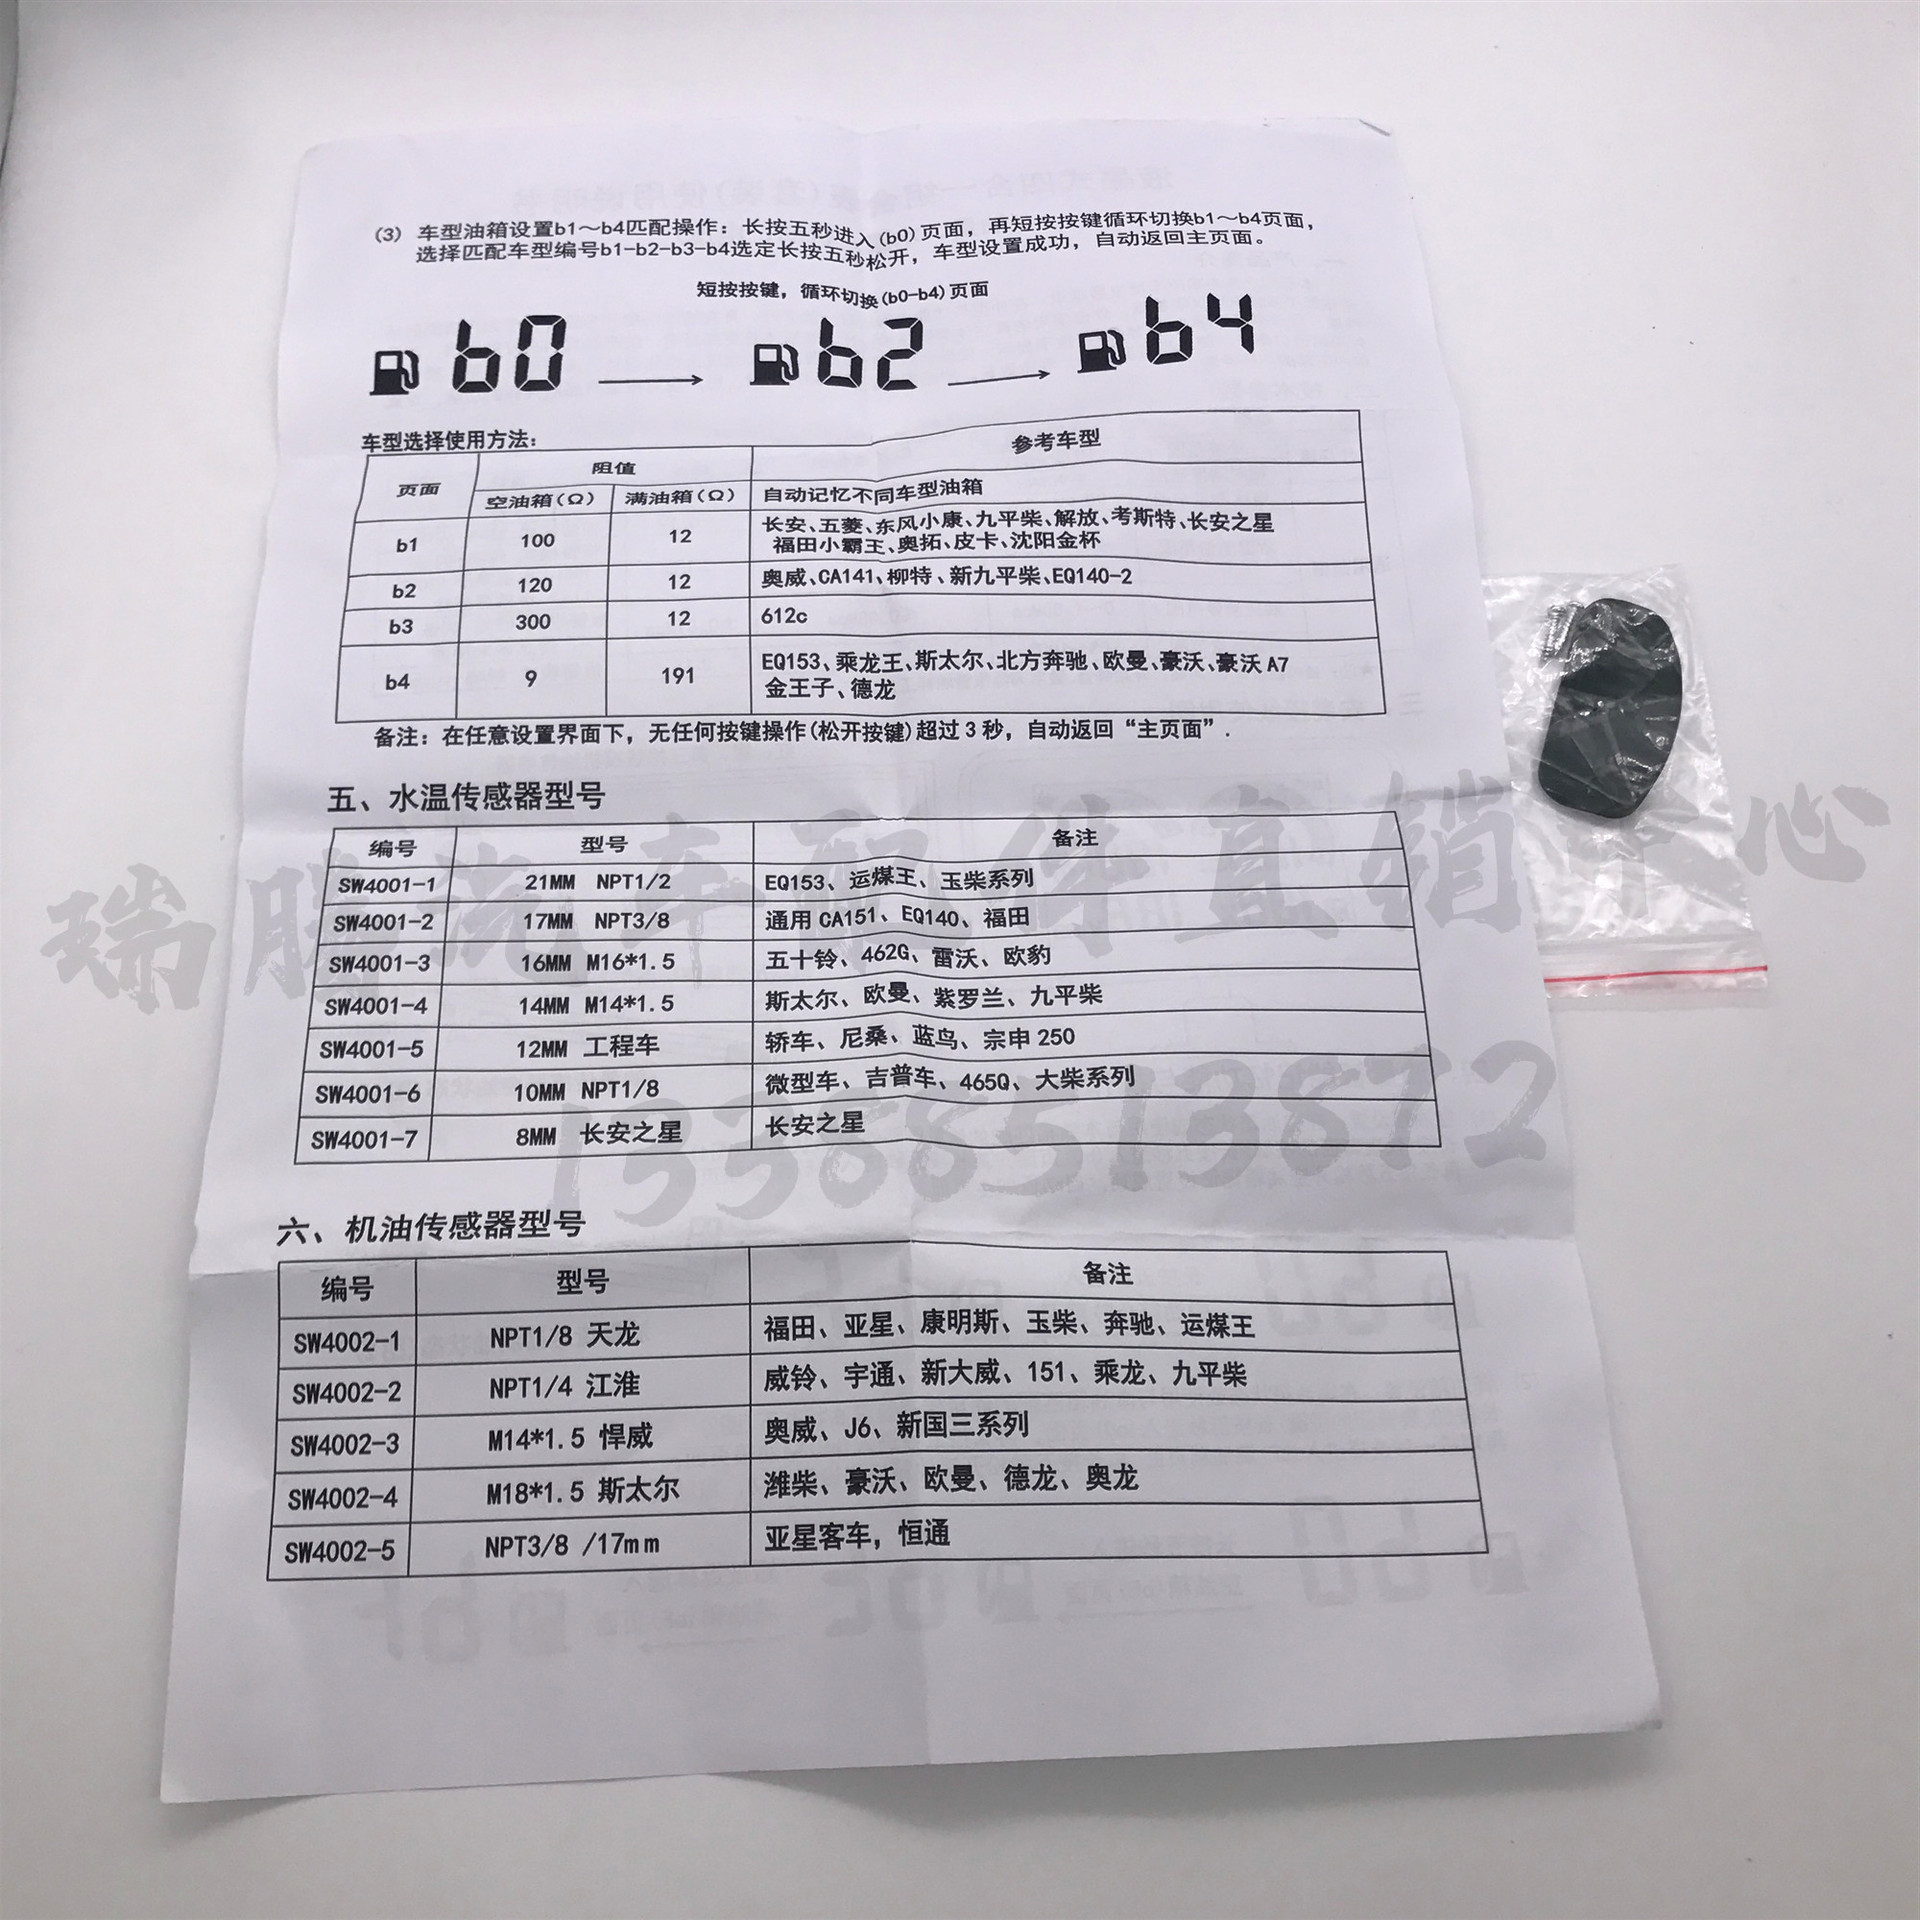 (3) 车型油箱设置b1～b4匹配操作：长按五秒进入(b0)页面，再短按按键循环切换b1～b4页面，
选择匹配车型编号b1-b2-b3-b4选定长按五秒松开，车型设置成功，自动返回主页面。
短按按键，循环切换(b0-b4)页面
b0 b2 b4
车型选择使用方法：
页面 阻值 参考车型
空油箱(Ω) 满油箱(Ω) 自动记忆不同车型油箱
b1 100 12 长安、五菱、东风小康、九平柴、解放、考斯特、长安之星
福田小霸王、奥拓、皮卡、沈阳金杯
b2 120 12 奥威、CA141、柳特、新九平柴、EQ140-2
b3 300 12 612c
b4 9 191 EQ153、乘龙王、斯太尔、北方奔驰、欧曼、豪沃、豪沃A7
金王子、德龙
备注：在任意设置界面下，无任何按键操作(松开按键)超过3秒，自动返回“主页面”.
五、水温传感器型号
编号 型号 备注
SW4001-1 21MM NPT1/2 EQ153、运煤王、玉柴系列
SW4001-2 17MM NPT3/8 通用CA151、EQ140、福田
SW4001-3 16MM M16*1.5 五十铃、462G、雷沃、欧豹
SW4001-4 14MM M14*1.5 斯太尔、欧曼、紫罗兰、九平柴
SW4001-5 12MM 工程车 轿车、尼桑、蓝鸟、宗申250
SW4001-6 10MM NPT1/8 微型车、吉普车、465Q、大柴系列
SW4001-7 8MM 长安之星 长安之星
六、机油传感器型号
编号 型号 备注
SW4002-1 NPT1/8 天龙 福田、亚星、康明斯、玉柴、奔驰、运煤王
SW4002-2 NPT1/4 江淮 威铃、宇通、新大威、151、乘龙、九平柴
SW4002-3 M14*1.5 悍威 奥威、J6、新国三系列
SW4002-4 M18*1.5 斯太尔 潍柴、豪沃、欧曼、德龙、奥龙
SW4002-5 NPT3/8 /17mm 亚星客车，恒通
瑞腾汽车配件直销中心
13388513872